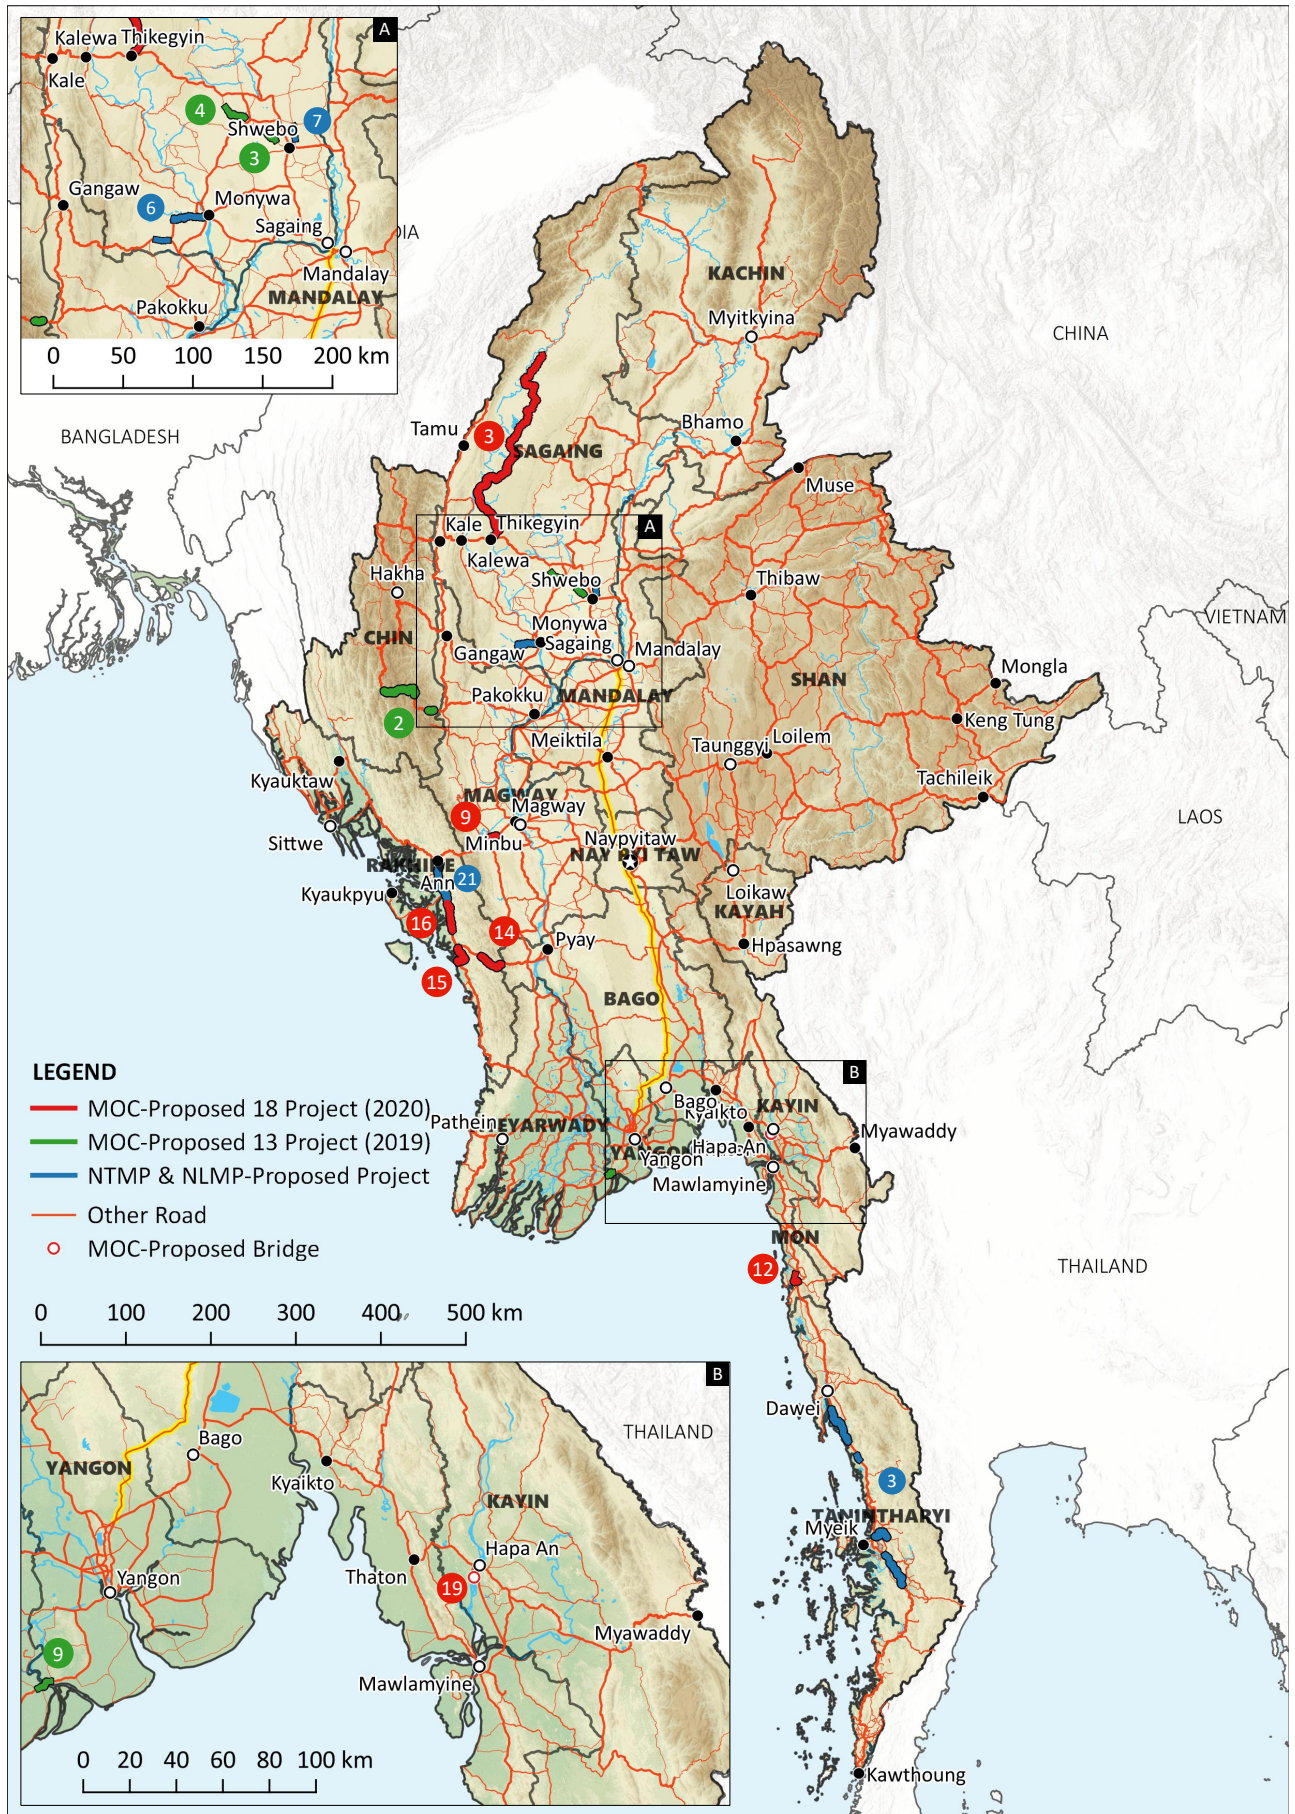 A
Kalewa
Thikegyin
Kale
4
7
Shwebo
3
Gangaw
6
Monywa
Sagaing
Mandalay
MANDALAY
Pakokku
0 50 100 150 200 km
DIA
BANGLADESH
CHINA
KACHIN
Myitkyina
Tamu
3
SAGAING
Bhamo
Muse
A
Kale
Thikegyin
Kalewa
Hakha
Shwebo
Thibaw
VIETNAM
CHIN
Monywa
Gangaw
Sagaing
Mandalay
Mongla
SHAN
Pakokku
MANDALAY
2
Keng Tung
Meiktila
Taunggyi
Loilem
Kyauktaw
Tachileik
MAGWAY
Magway
9
Minbu
LAOS
Sittwe
Naypyitaw
NAY PYI TAW
RAKHINE
Ann
21
Kyaukpyu
Loikaw
KAYAH
16
14
Pyay
Hpasawng
15
BAGO
LEGEND
MOC-Proposed 18 Project (2020)
MOC-Proposed 13 Project (2019)
NTMP & NLMP-Proposed Project
Other Road
MOC-Proposed Bridge
B
Bago
Kyaikto
KAYIN
Pathein
EYARWADY
Myawaddy
YANGON
Yangon
Hapa An
Mawlamyine
MON
12
THAILAND
0 100 200 300 400 500 km
Dawei
3
TANINTHARYI
Myeik
Kawthoung
B
THAILAND
Bago
YANGON
Kyaikto
KAYIN
Hapa An
Thaton
19
Yangon
Myawaddy
9
Mawlamyine
0 20 40 60 80 100 km